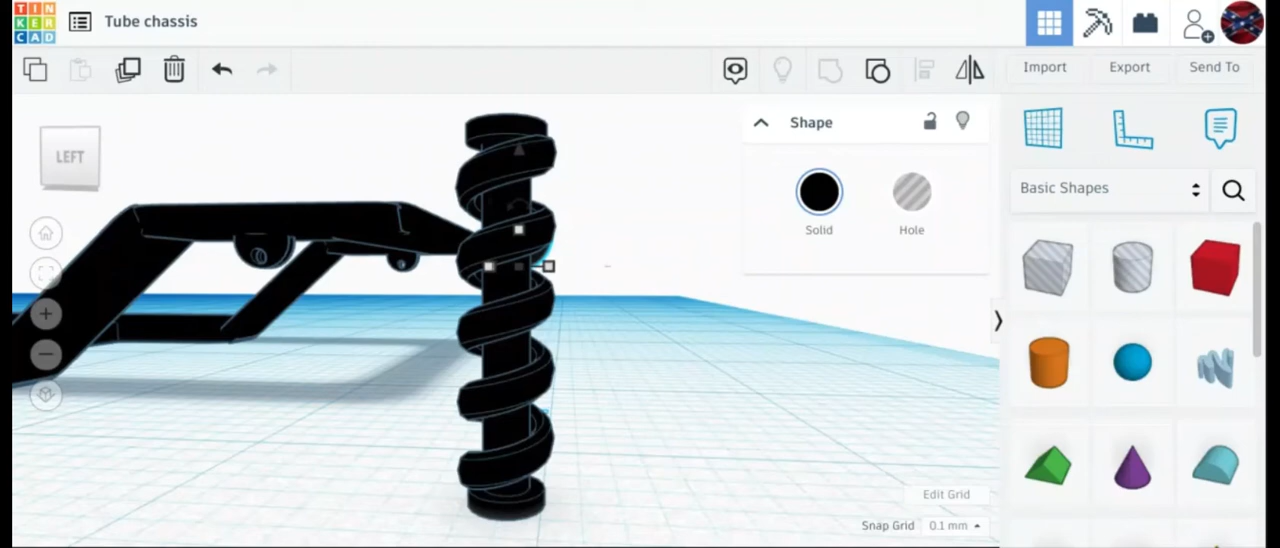 TIN
KER
CAD
Tube chassis
Import
Export
Send To
LEFT
Shape
Solid
Hole
Basic Shapes
Edit Grid
Snap Grid 0.1 mm